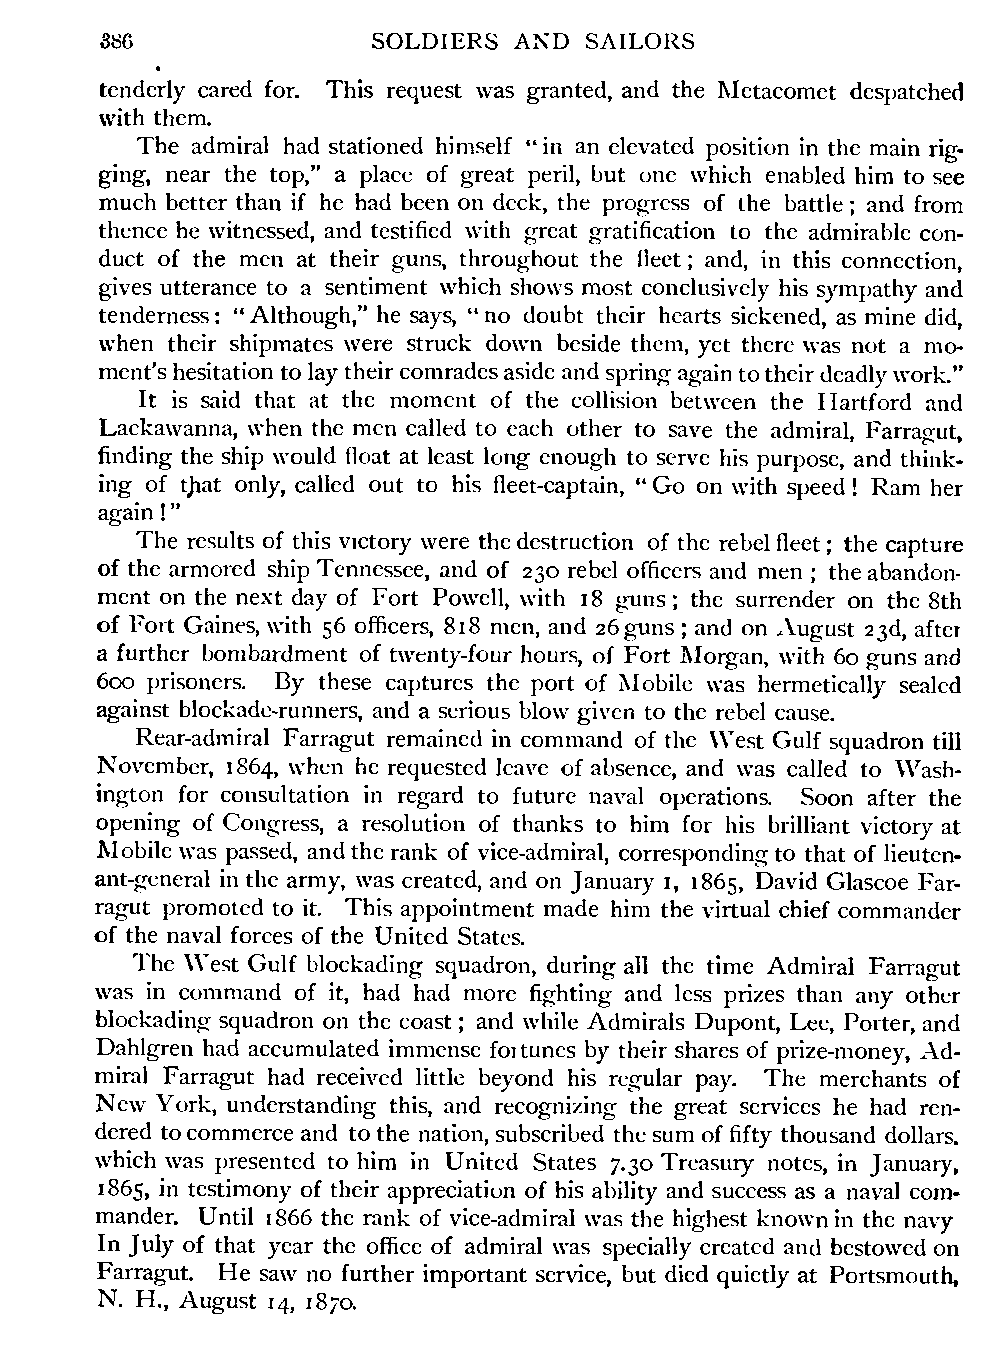 386 SOLDIERS AND SAILORS
tenderly cared for. This request was granted, and the Metacomet despatched
with them.
The admiral had stationed himself “in an elevated position in the main rig-
ging, near the top,” a place of great peril, but one which enabled him to see
much better than if he had been on deck, the progress of the battle; and from
thence he witnessed, and testified with great gratification to the admirable con-
duct of the men at their guns, throughout the fleet; and, in this connection,
gives utterance to a sentiment which shows most conclusively his sympathy and
tenderness: “Although,” he says, “no doubt their hearts sickened, as mine did,
when their shipmates were struck down beside them, yet there was not a mo-
ment's hesitation to lay their comrades aside and spring again to their deadly work.”
It is said that at the moment of the collision between the Hartford and
Lackawanna, when the men called to each other to save the admiral, Farragut,
finding the ship would float at least long enough to serve his purpose, and think-
ing of that only, called out to his fleet-captain, “Go on with speed! Ram her
again!”
The results of this victory were the destruction of the rebel fleet; the capture
of the armored ship Tennessee, and of 230 rebel officers and men; the abandon-
ment on the next day of Fort Powell, with 18 guns; the surrender on the 8th
of Fort Gaines, with 56 officers, 818 men, and 26 guns; and on August 23d, after
a further bombardment of twenty-four hours, of Fort Morgan, with 60 guns and
600 prisoners. By these captures the port of Mobile was hermetically sealed
against blockade-runners, and a serious blow given to the rebel cause.
Rear-admiral Farragut remained in command of the West Gulf squadron till
November, 1864, when he requested leave of absence, and was called to Wash-
ington for consultation in regard to future naval operations. Soon after the
opening of Congress, a resolution of thanks to him for his brilliant victory at
Mobile was passed, and the rank of vice-admiral, corresponding to that of lieuten-
ant-general in the army, was created, and on January 1, 1865, David Glascoe Far-
ragut promoted to it. This appointment made him the virtual chief commander
of the naval forces of the United States.
The West Gulf blockading squadron, during all the time Admiral Farragut
was in command of it, had had more fighting and less prizes than any other
blockading squadron on the coast; and while Admirals Dupont, Lee, Porter, and
Dahlgren had accumulated immense fortunes by their shares of prize-money, Ad-
miral Farragut had received little beyond his regular pay. The merchants of
New York, understanding this, and recognizing the great services he had ren-
dered to commerce and to the nation, subscribed the sum of fifty thousand dollars.
which was presented to him in United States 7.30 Treasury notes, in January,
1865, in testimony of their appreciation of his ability and success as a naval com-
mander. Until 1866 the rank of vice-admiral was the highest known in the navy
In July of that year the office of admiral was specially created and bestowed on
Farragut. He saw no further important service, but died quietly at Portsmouth,
N. H., August 14, 1870.